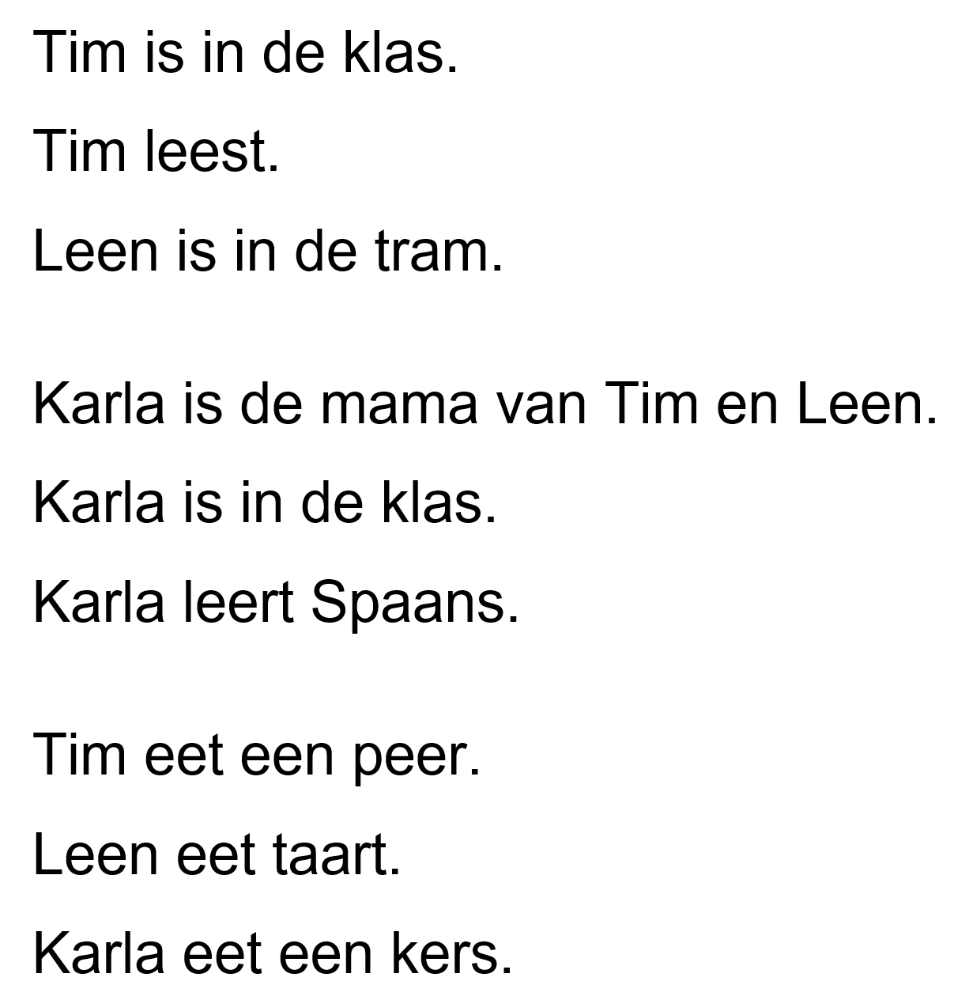 Tim is in de klas.
Tim leest.
Leen is in de tram.
Karla is de mama van Tim en Leen.
Karla is in de klas.
Karla leert Spaans.
Tim eet een peer.
Leen eet taart.
Karla eet een kers.